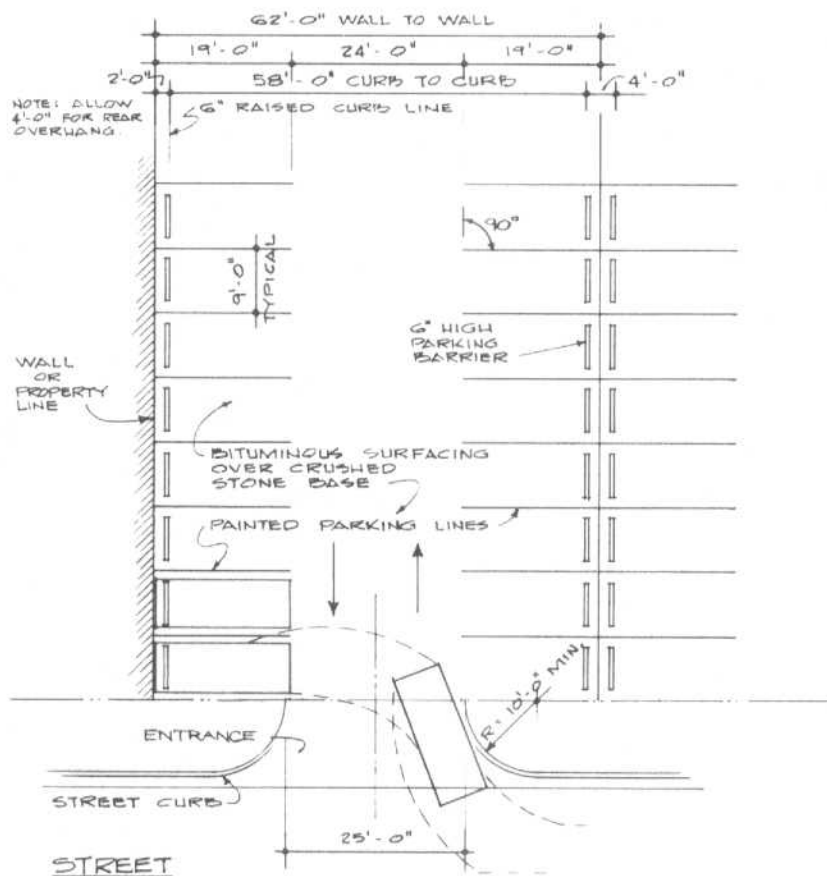 62'-0" WALL TO WALL
19'-0" 24'-0" 19'-0"
2'-0" 58'-0" CURB TO CURB 4'-0"
NOTE: ALLOW
4'-0" FOR REAR
OVERHANG.
6" RAISED CURB LINE
90°
9'-0"
TYPICAL
6" HIGH
PARKING
BARRIER
WALL
OR
PROPERTY
LINE
BITUMINOUS SURFACING
OVER CRUSHED
STONE BASE
PAINTED PARKING LINES
R=10'-0" MIN.
ENTRANCE
STREET CURB
25'-0"
STREET